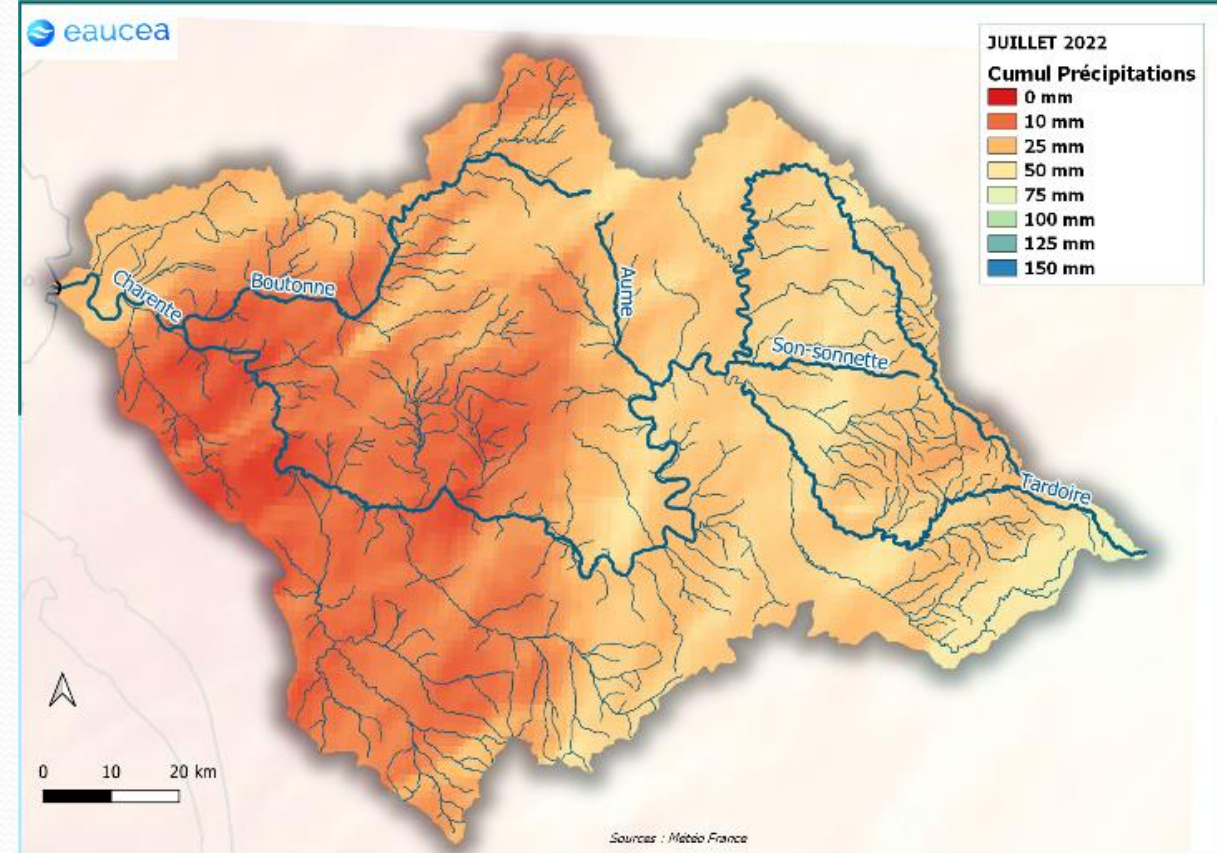 eaucea
JUILLET 2022
Cumul Précipitations
0 mm
10 mm
25 mm
50 mm
75 mm
100 mm
125 mm
150 mm
Charente
Boutonne
Aume
Son-sonnette
Tardoire
0 10 20 km
Sources : Météo France